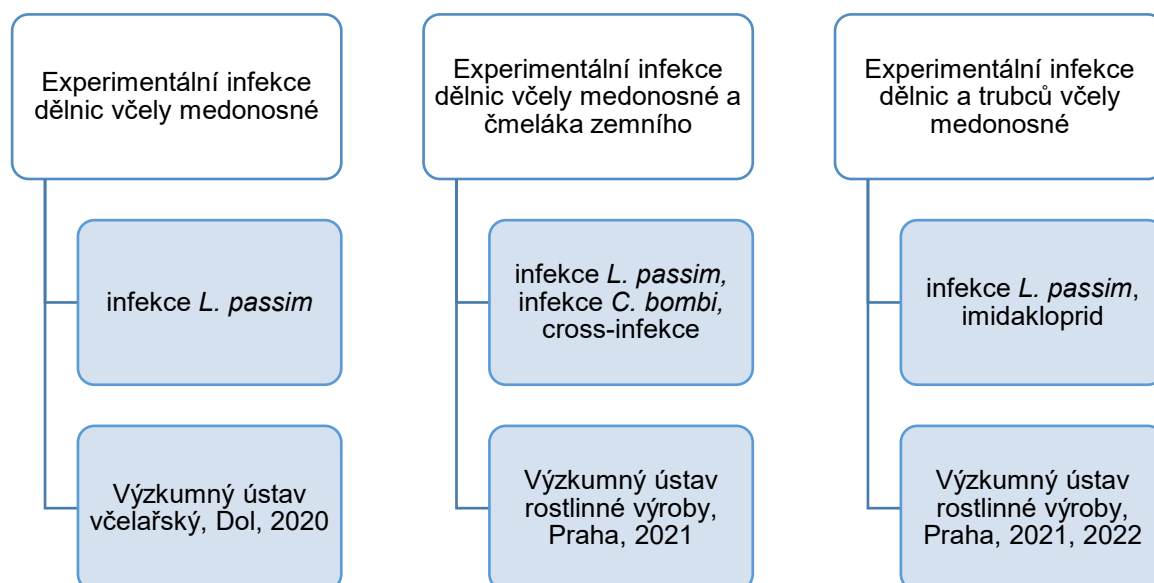 Experimentální infekce
dělnic včely medonosné
infekce L. passim
Výzkumný ústav
včelařský, Dol, 2020
Experimentální infekce
dělnic včely medonosné a
čmeláka zemního
infekce L. passim,
infekce C. bombi,
cross-infekce
Výzkumný ústav
rostlinné výroby,
Praha, 2021
Experimentální infekce
dělnic a trubců včely
medonosné
infekce L. passim,
imidakloprid
Výzkumný ústav
rostlinné výroby,
Praha, 2021, 2022